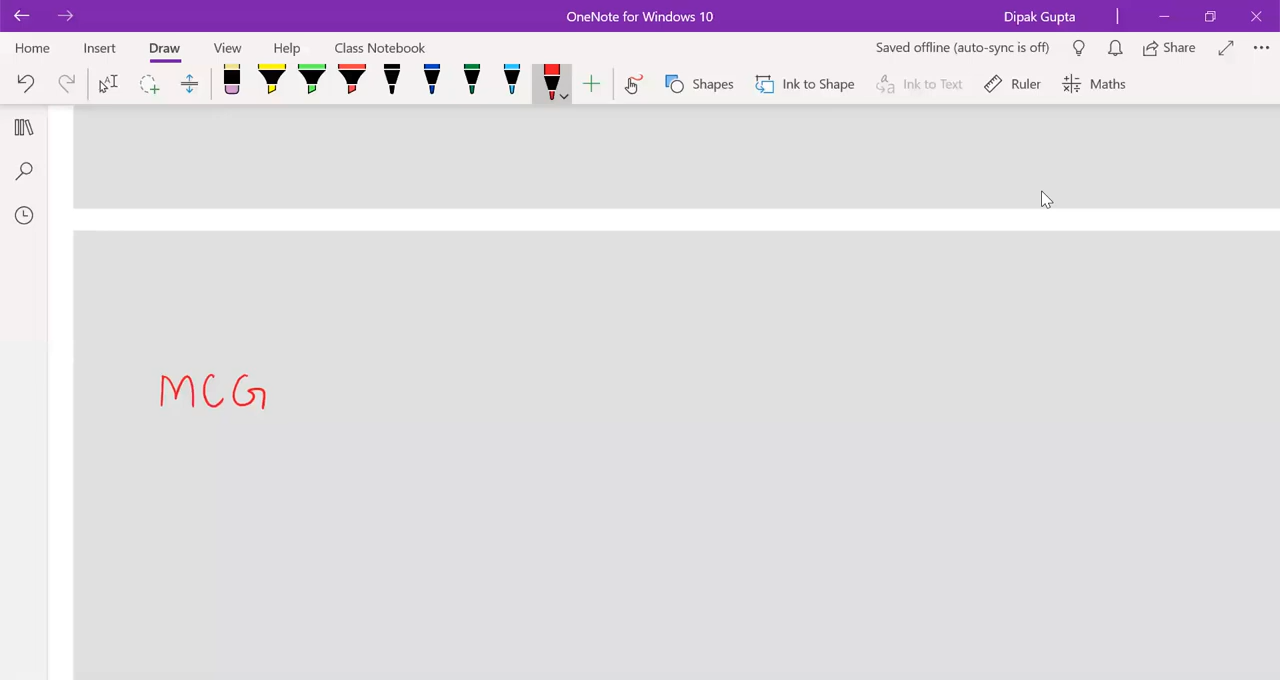 OneNote for Windows 10
Dipak Gupta
Home Insert Draw View Help Class Notebook
Saved offline (auto-sync is off) Share
Shapes Ink to Shape Ink to Text Ruler Maths
MCG